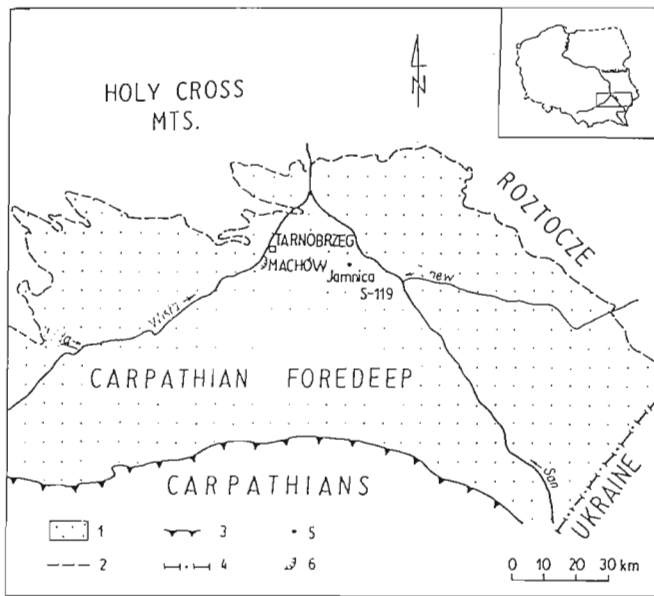 HOLY CROSS
MTS.
N
ROZTOCZE
TARNOBRZEG
MACHÓW
Jamnica
S-119
Wisła
CARPATHIAN FOREDEEP
San
CARPATHIANS
UKRAINE
1
3
5
2
4
6
0 10 20 30 km